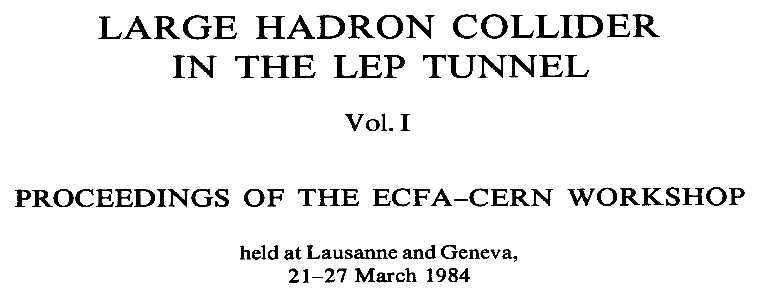 LARGE HADRON COLLIDER
IN THE LEP TUNNEL
Vol. I
PROCEEDINGS OF THE ECFA–CERN WORKSHOP
held at Lausanne and Geneva,
21–27 March 1984